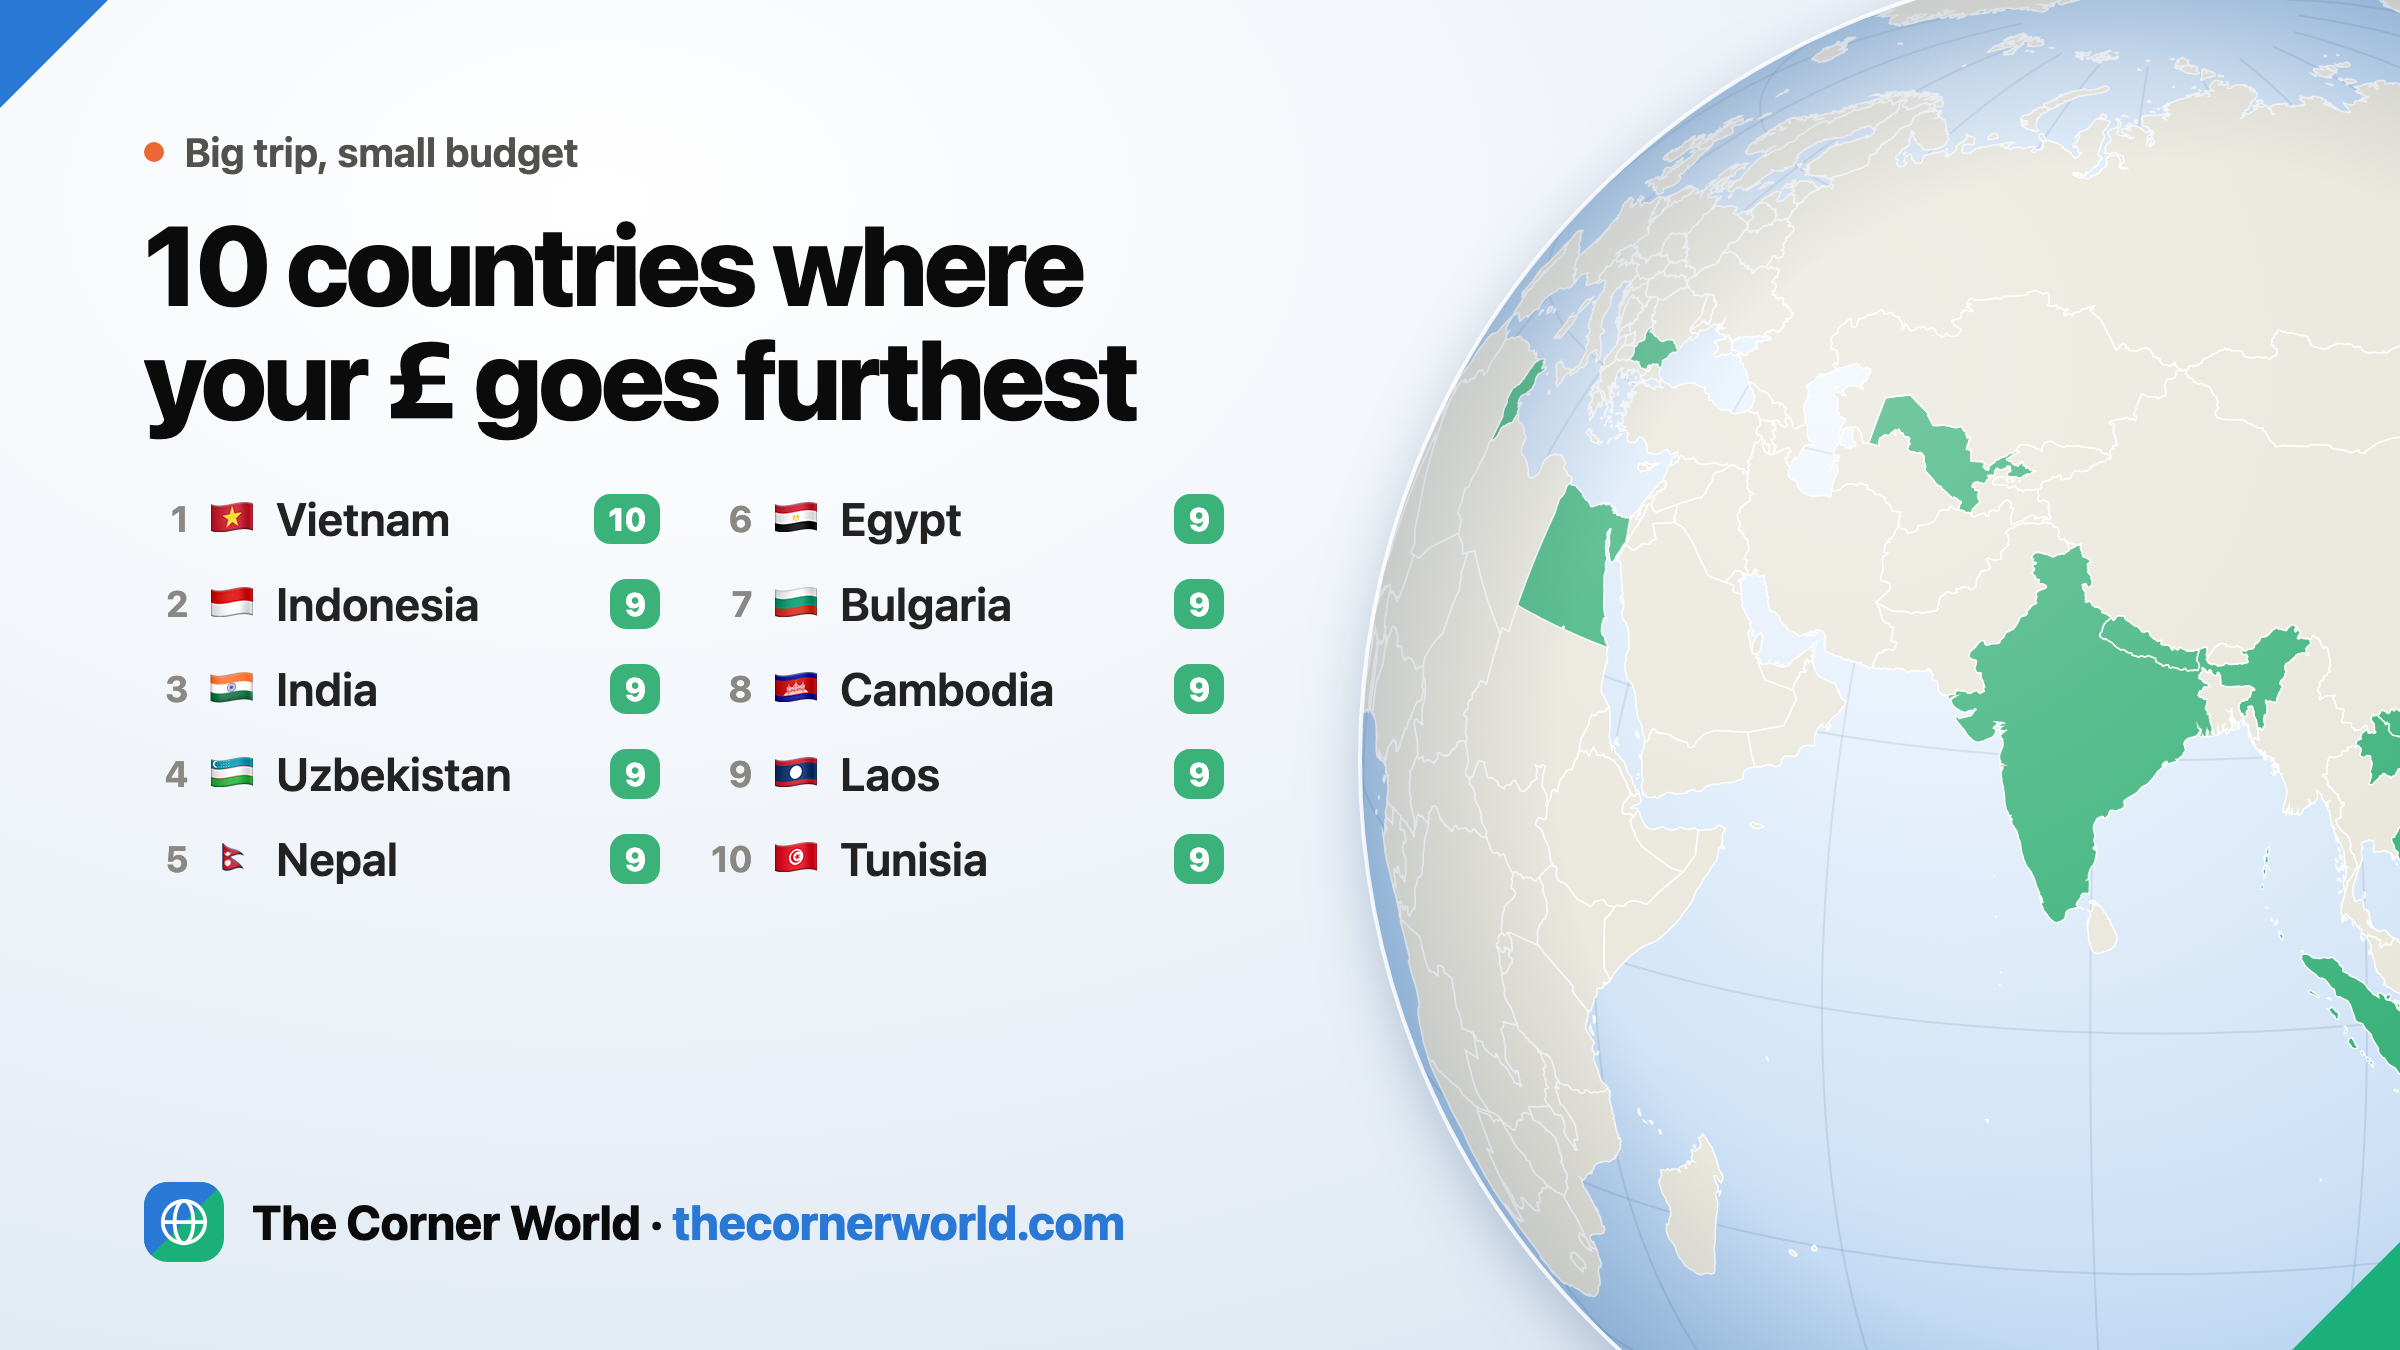 Big trip, small budget
10 countries where
your £ goes furthest
1 Vietnam 10
2 Indonesia 9
3 India 9
4 Uzbekistan 9
5 Nepal 9
6 Egypt 9
7 Bulgaria 9
8 Cambodia 9
9 Laos 9
10 Tunisia 9
The Corner World · thecornerworld.com